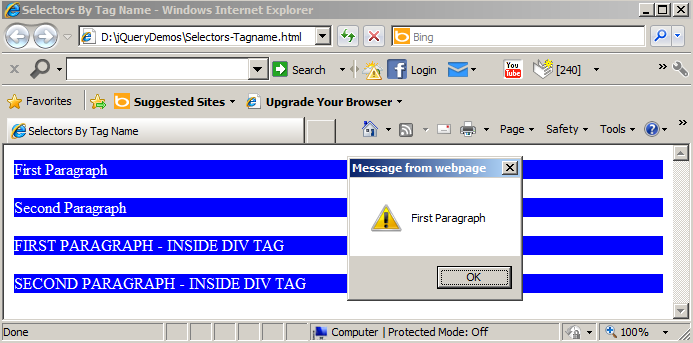 Selectors By Tag Name - Windows Internet Explorer
D:\jQueryDemos\Selectors-Tagname.html
Bing
Search
Login
You Tube
[240]
Favorites
Suggested Sites
Upgrade Your Browser
Selectors By Tag Name
Page
Safety
Tools
First Paragraph
Second Paragraph
FIRST PARAGRAPH - INSIDE DIV TAG
SECOND PARAGRAPH - INSIDE DIV TAG
Message from webpage
First Paragraph
OK
Done
Computer | Protected Mode: Off
100%